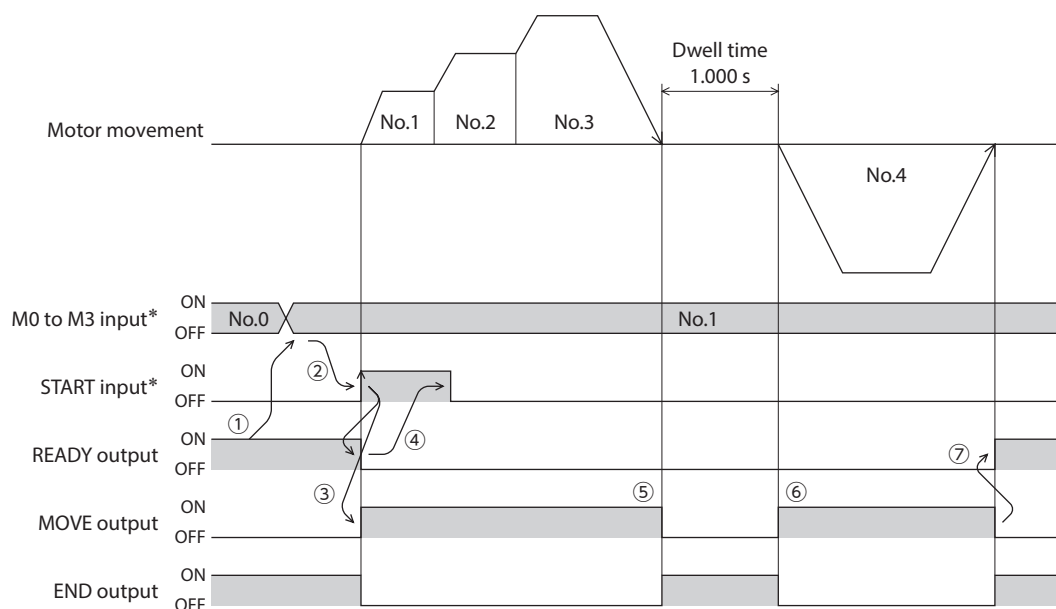 Dwell time
1.000 s
No.1
No.2
No.3
Motor movement
No.4
M0 to M3 input*
ON
OFF
No.0
No.1
②
START input*
ON
OFF
①
④
READY output
ON
OFF
⑦
③
⑤
⑥
MOVE output
ON
OFF
END output
ON
OFF